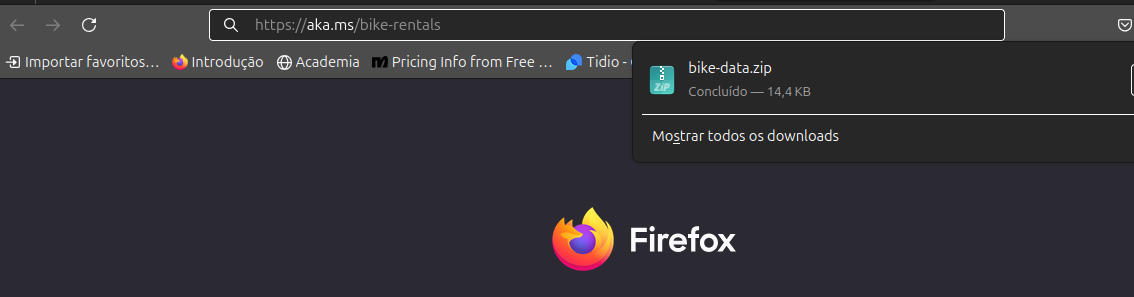 https://aka.ms/bike-rentals
Importar favoritos... Introdução Academia Pricing Info from Free ... Tidio -
bike-data.zip
ZiP
Concluído — 14,4 KB
Mostrar todos os downloads
Firefox